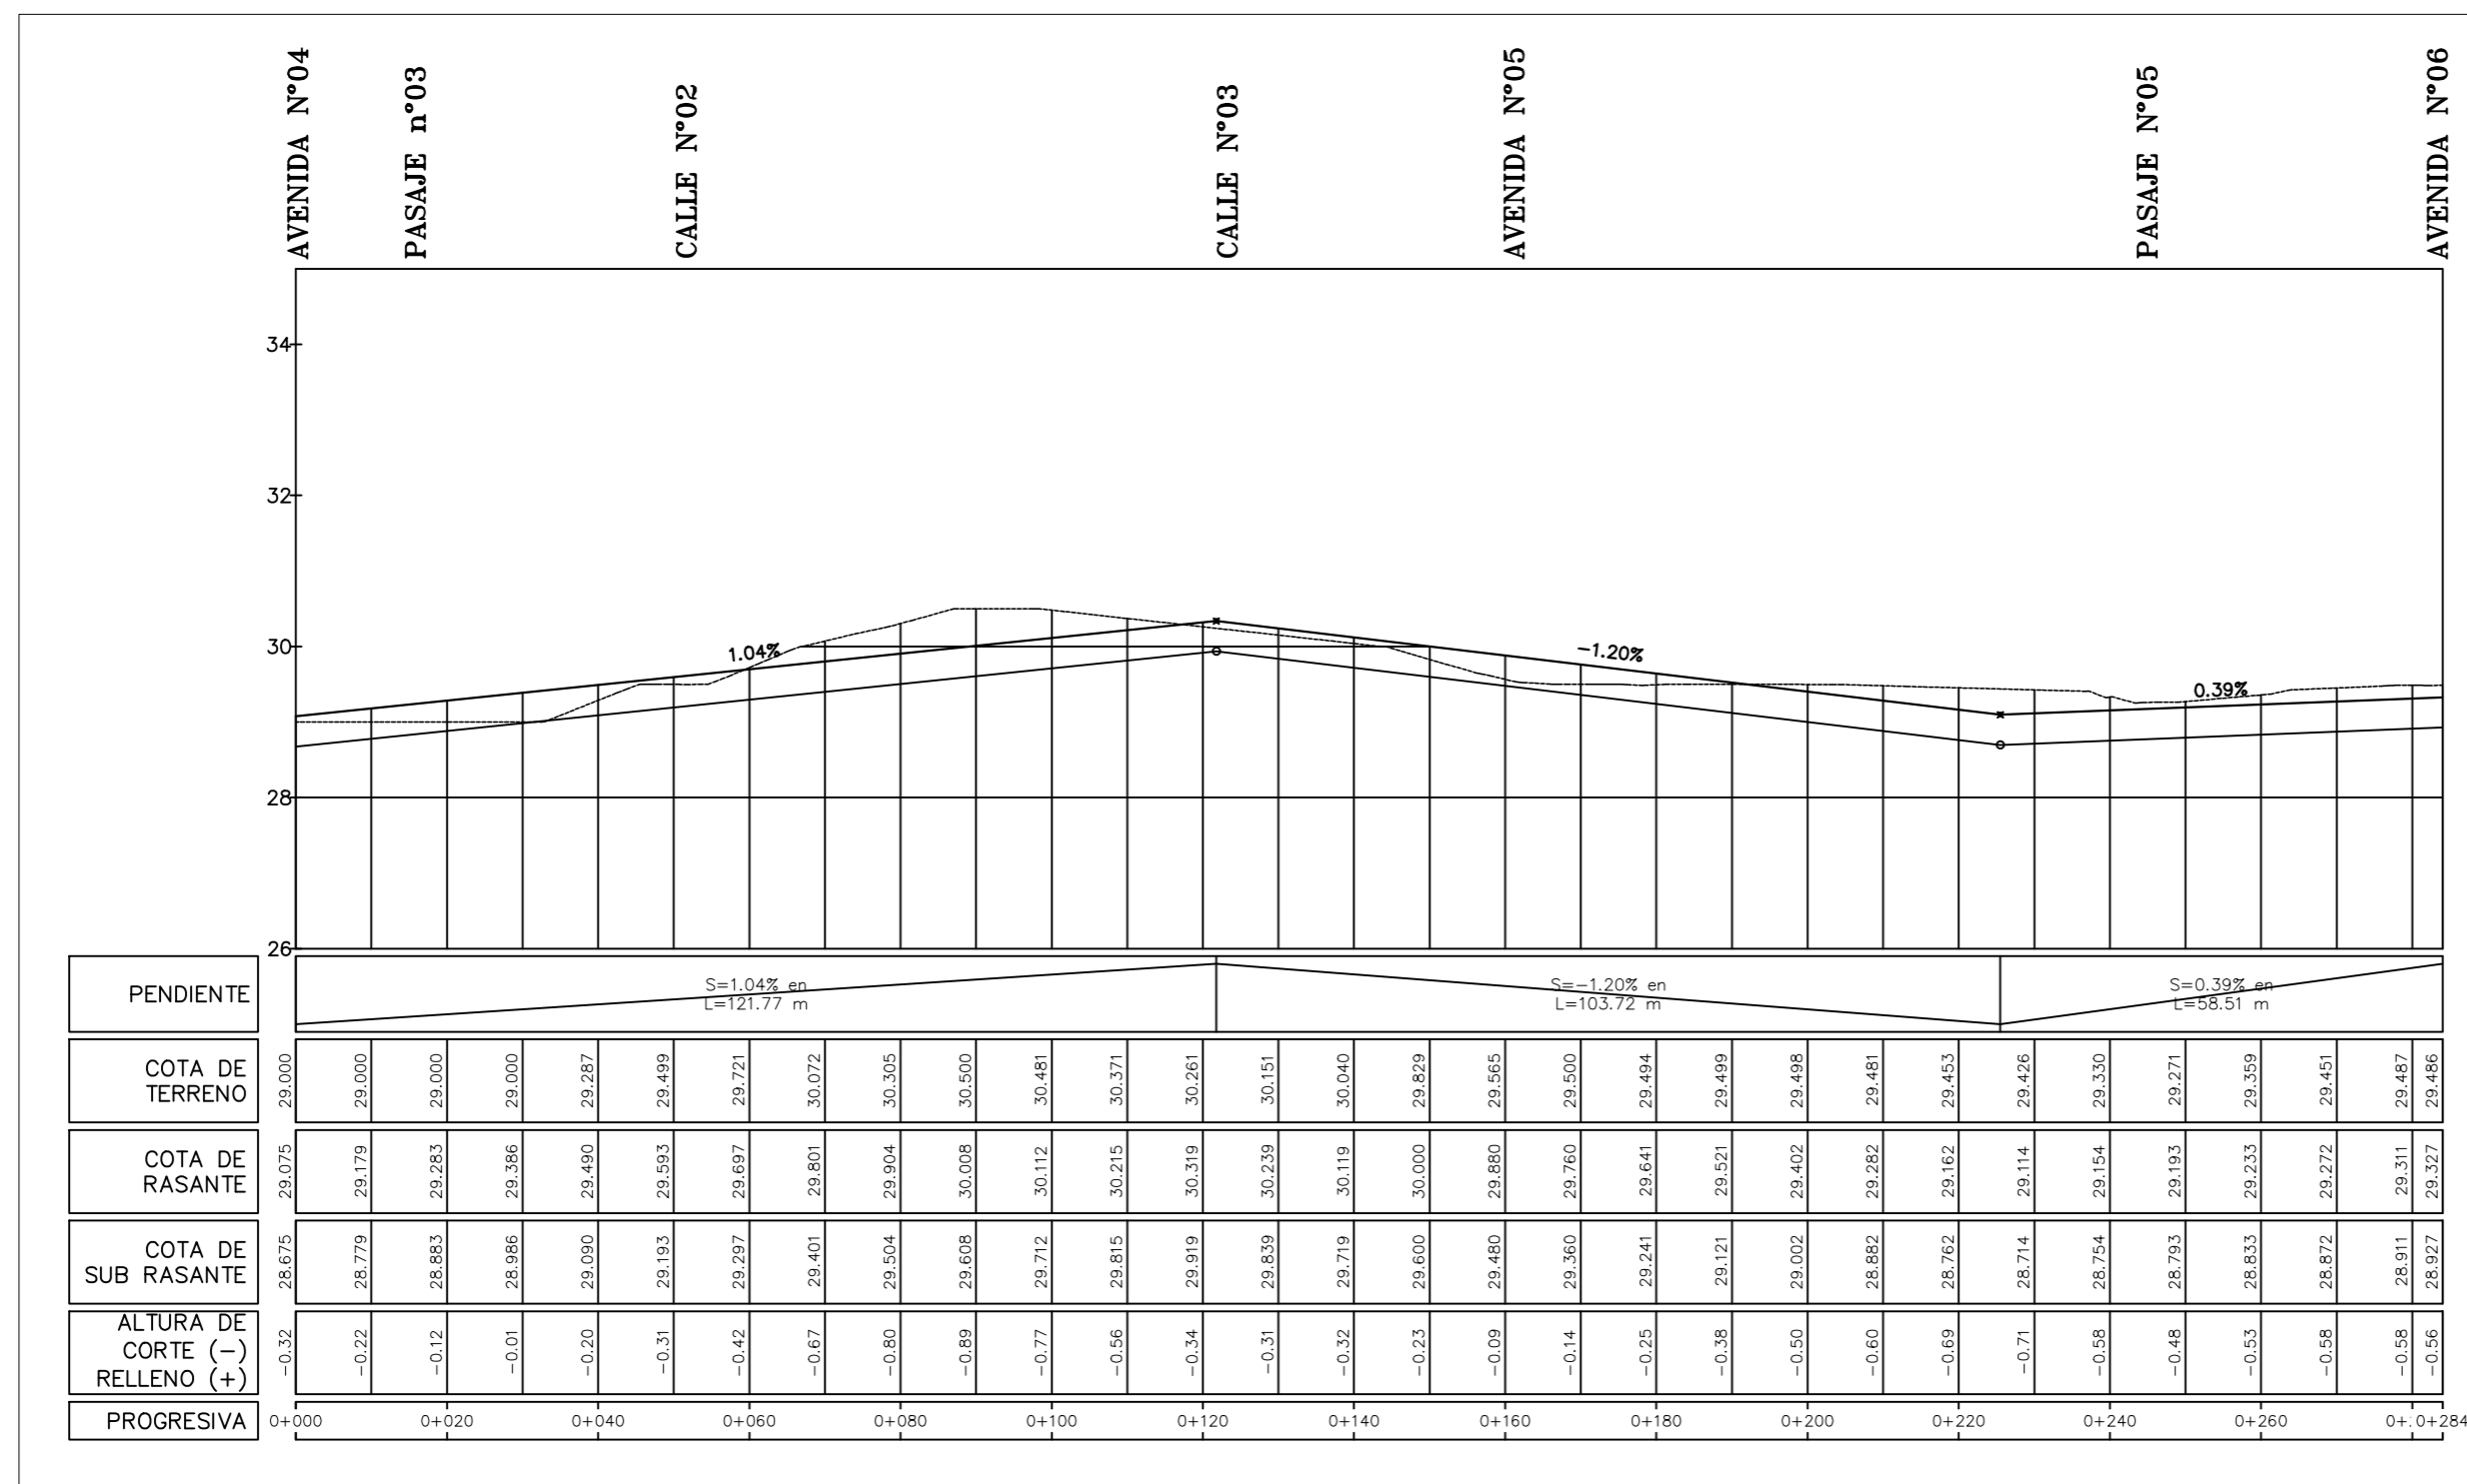 AVENIDA N°04
PASAJE n°03
CALLE N°02
CALLE N°03
AVENIDA N°05
PASAJE N°05
AVENIDA N°06
34
32
30
28
26
1.04%
-1.20%
0.39%
PENDIENTE
S=1.04% en
L=121.77 m
S=-1.20% en
L=103.72 m
S=0.39% en
L=58.51 m
COTA DE
TERRENO
29.000 29.000 29.000 29.000 29.287 29.499 29.721 30.072 30.305 30.500 30.481 30.371 30.261 30.151 30.040 29.829 29.565 29.500 29.494 29.499 29.498 29.481 29.453 29.426 29.330 29.271 29.359 29.451 29.487 29.486
COTA DE
RASANTE
29.075 29.179 29.283 29.386 29.490 29.593 29.697 29.801 29.904 30.008 30.112 30.215 30.319 30.239 30.119 30.000 29.880 29.760 29.641 29.521 29.402 29.282 29.162 29.114 29.154 29.193 29.233 29.272 29.311 29.327
COTA DE
SUB RASANTE
28.675 28.779 28.883 28.986 29.090 29.193 29.297 29.401 29.504 29.608 29.712 29.815 29.919 29.839 29.719 29.600 29.480 29.360 29.241 29.121 29.002 28.882 28.762 28.714 28.754 28.793 28.833 28.872 28.911 28.927
ALTURA DE
CORTE (-)
RELLENO (+)
-0.32 -0.22 -0.12 -0.01 -0.20 -0.31 -0.42 -0.67 -0.80 -0.89 -0.77 -0.56 -0.34 -0.31 -0.32 -0.23 -0.09 -0.14 -0.25 -0.38 -0.50 -0.60 -0.69 -0.71 -0.58 -0.48 -0.53 -0.58 -0.58 -0.56
PROGRESIVA
0+000 0+020 0+040 0+060 0+080 0+100 0+120 0+140 0+160 0+180 0+200 0+220 0+240 0+260 0+284